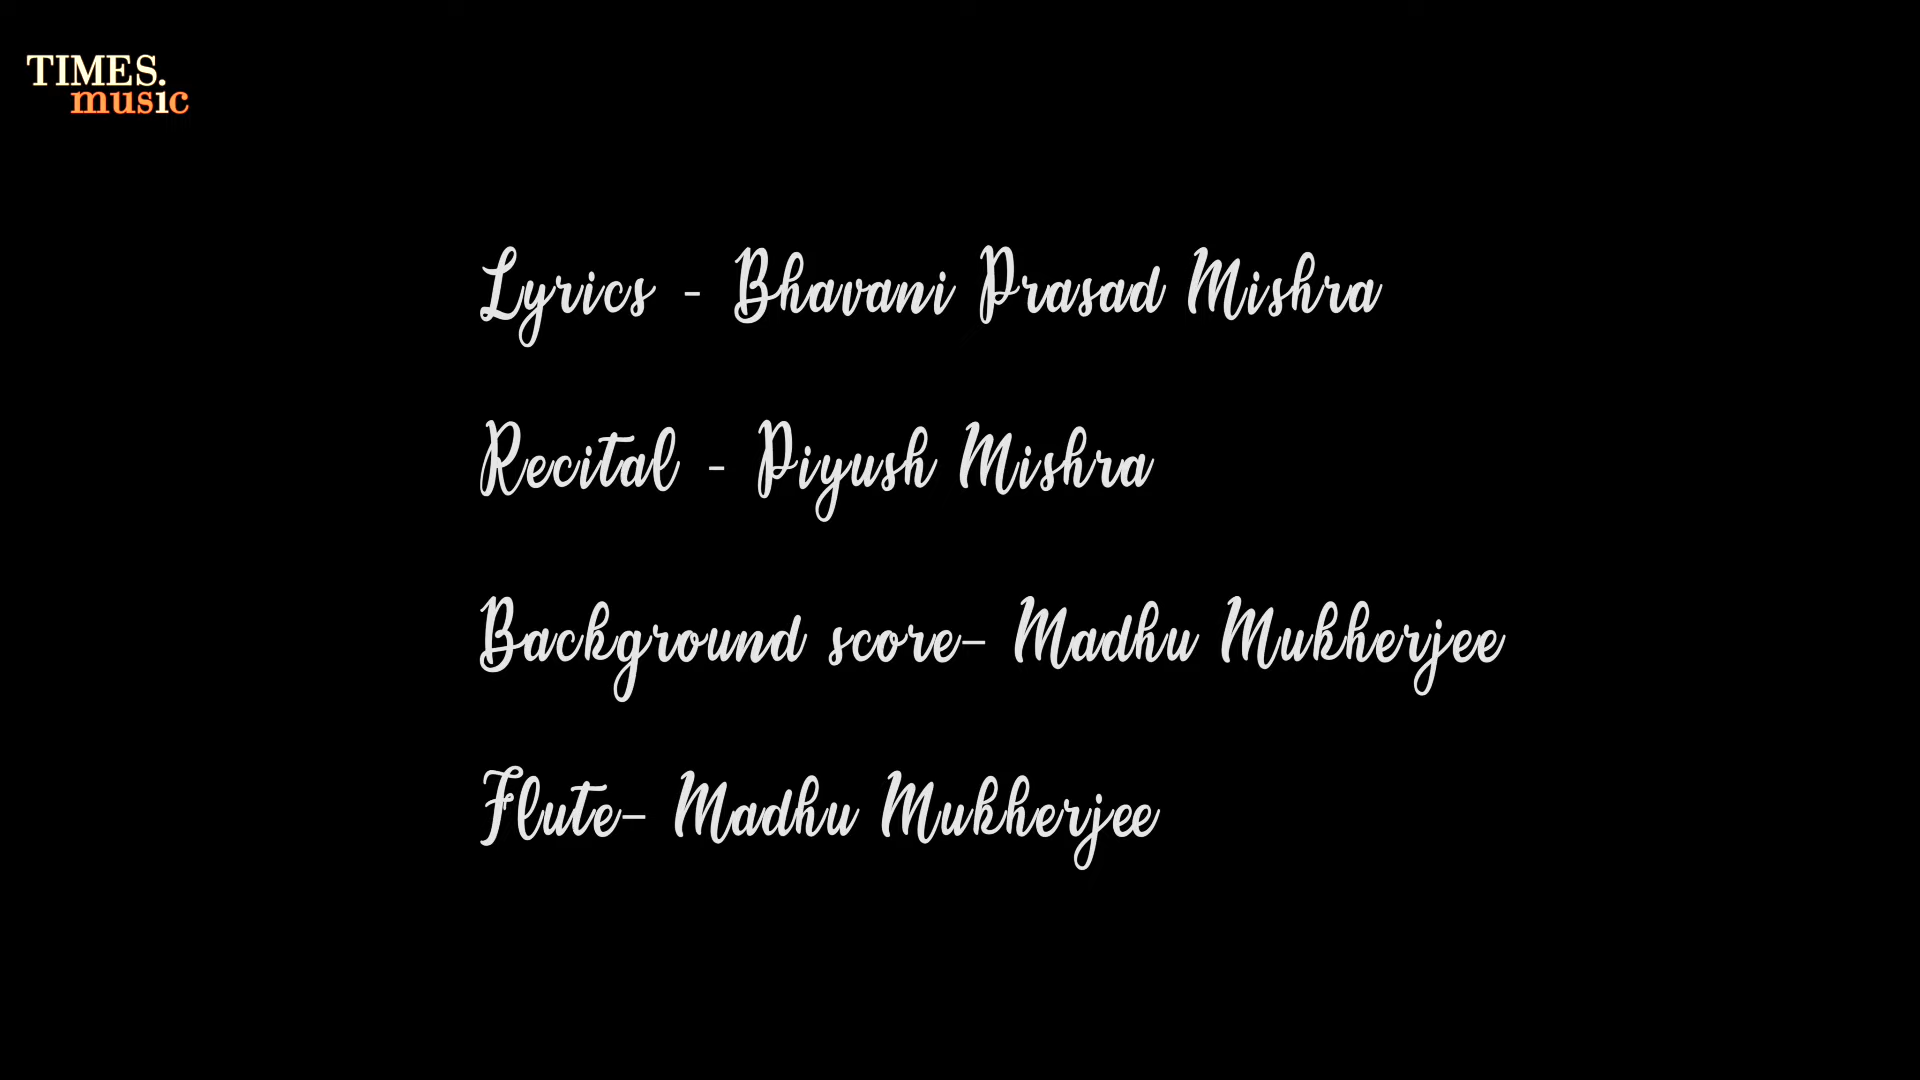 TIMES.
music
Lyrics - Bhavani Prasad Mishra
Recital - Piyush Mishra
Background score- Madhu Mukherjee
Flute- Madhu Mukherjee